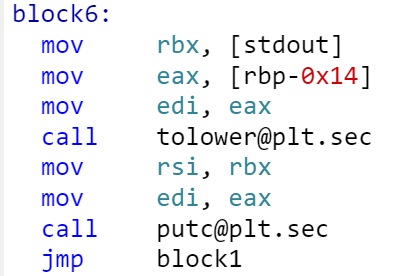 block6:
mov rbx, [stdout]
mov eax, [rbp-0x14]
mov edi, eax
call tolower@plt.sec
mov rsi, rbx
mov edi, eax
call putc@plt.sec
jmp block1